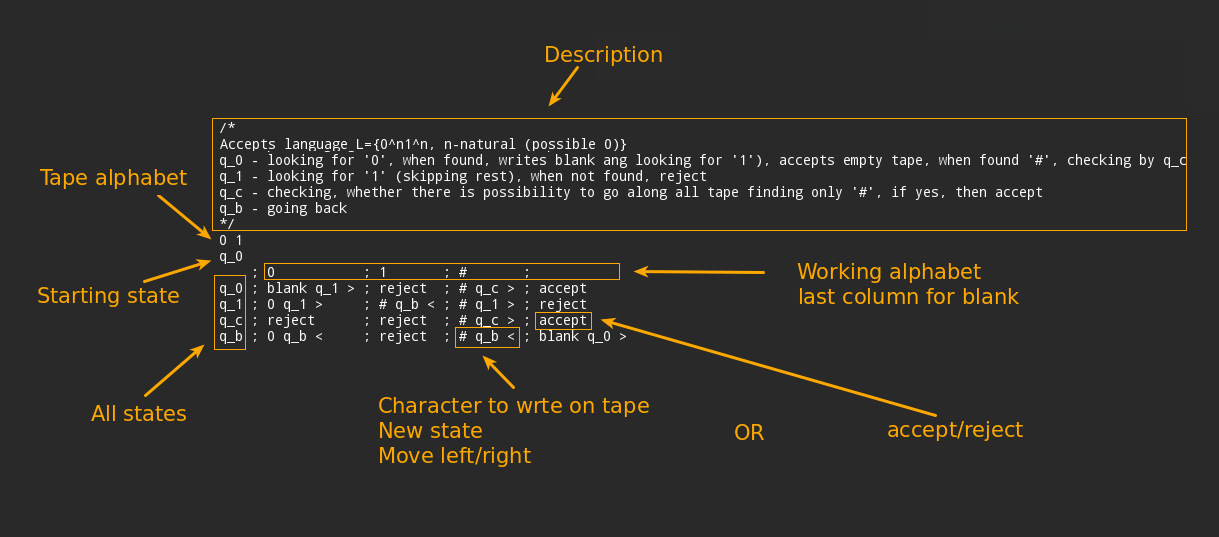 Description
/*
Accepts language L={0^n1^n, n-natural (possible 0)}
q_0 - looking for '0', when found, writes blank ang looking for '1'), accepts empty tape, when found '#', checking by q_c
q_1 - looking for '1' (skipping rest), when not found, reject
q_c - checking, whether there is possibility to go along all tape finding only '#', if yes, then accept
q_b - going back
*/
Tape alphabet
0 1
q_0
Starting state
; 0 ; 1 ; # ;
q_0 ; blank q_1 > ; reject ; # q_c > ; accept
q_1 ; 0 q_1 > ; # q_b < ; # q_1 > ; reject
q_c ; reject ; reject ; # q_c > ; accept
q_b ; 0 q_b < ; reject ; # q_b < ; blank q_0 >
Working alphabet
last column for blank
All states
Character to wrte on tape
New state
Move left/right
OR
accept/reject